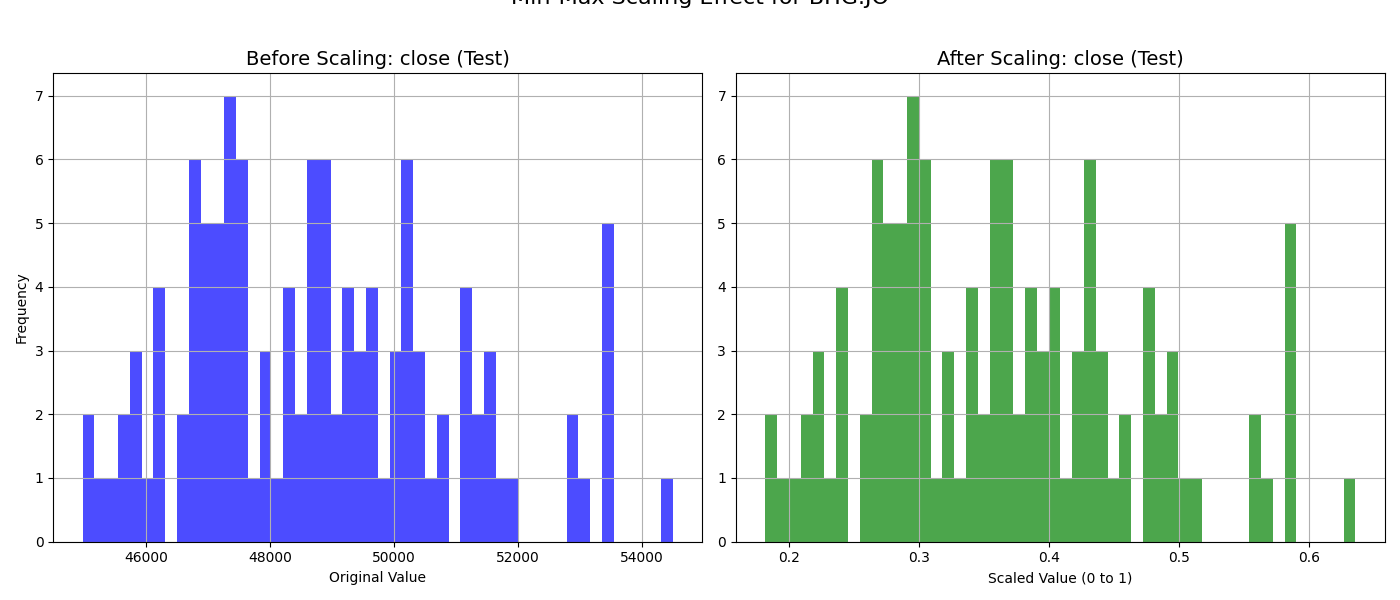 Min-Max Scaling Effect for BHG.JO
Before Scaling: close (Test)
7
6
5
4
3
2
1
0
Frequency
46000 48000 50000 52000 54000
Original Value
After Scaling: close (Test)
7
6
5
4
3
2
1
0
0.2 0.3 0.4 0.5 0.6
Scaled Value (0 to 1)